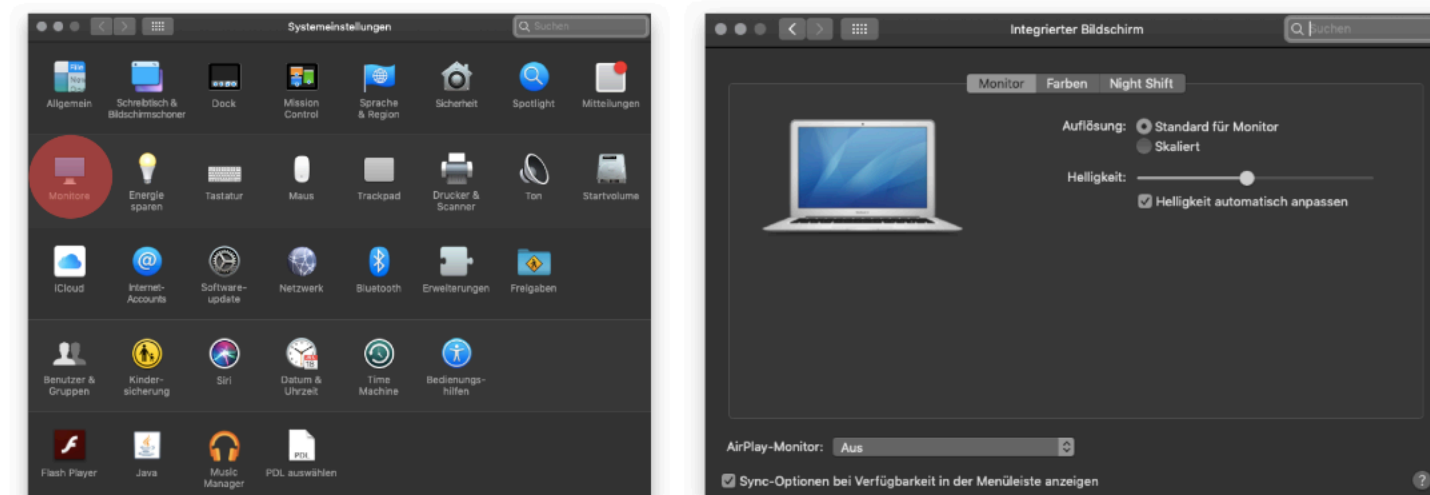 Systemeinstellungen
Suchen
Allgemein
Schreibtisch &
Bildschirmschoner
Dock
Mission
Control
Sprache
& Region
Sicherheit
Spotlight
Mitteilungen
Monitore
Energie
sparen
Tastatur
Maus
Trackpad
Drucker &
Scanner
Ton
Startvolume
iCloud
Internet-
Accounts
Software-
update
Netzwerk
Bluetooth
Erweiterungen
Freigaben
Benutzer &
Gruppen
Kinder-
sicherung
Siri
Datum &
Uhrzeit
Time
Machine
Bedienungs-
hilfen
Flash Player
Java
Music
Manager
PDL
PDL auswählen
Integrierter Bildschirm
Suchen
Monitor Farben Night Shift
Auflösung: Standard für Monitor
Skaliert
Helligkeit:
Helligkeit automatisch anpassen
AirPlay-Monitor: Aus
Sync-Optionen bei Verfügbarkeit in der Menüleiste anzeigen
?